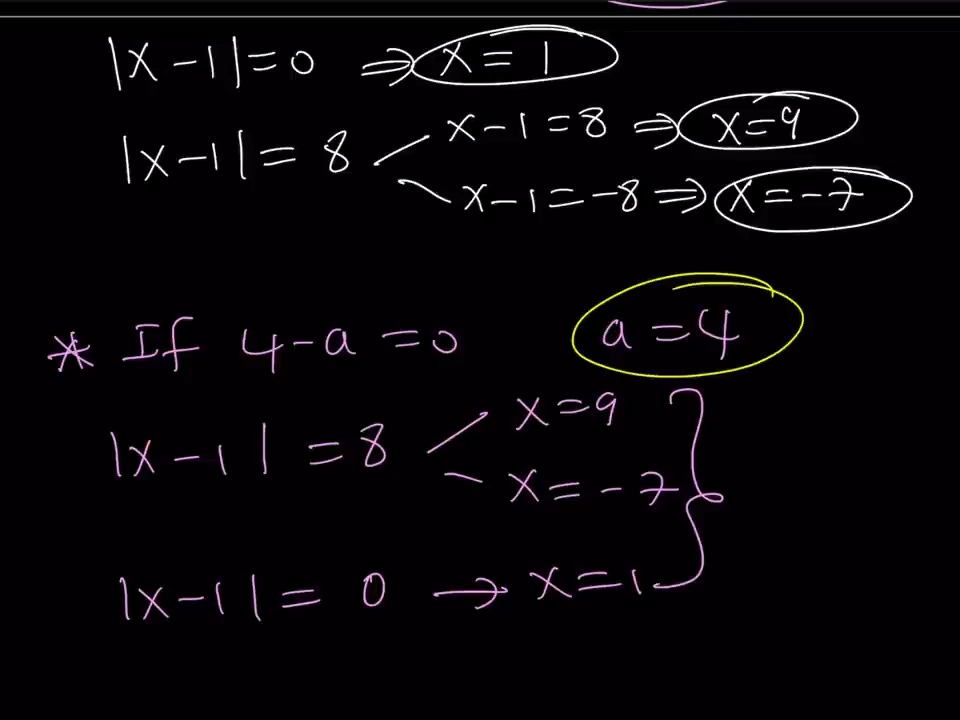 |x-1|=0 ⇒ x=1
|x-1|=8 x-1=8 ⇒ x=9
x-1=-8 ⇒ x=-7
* If 4-a=0 a=4
|x-1|=8 x=9
x=-7
|x-1|=0 → x=1